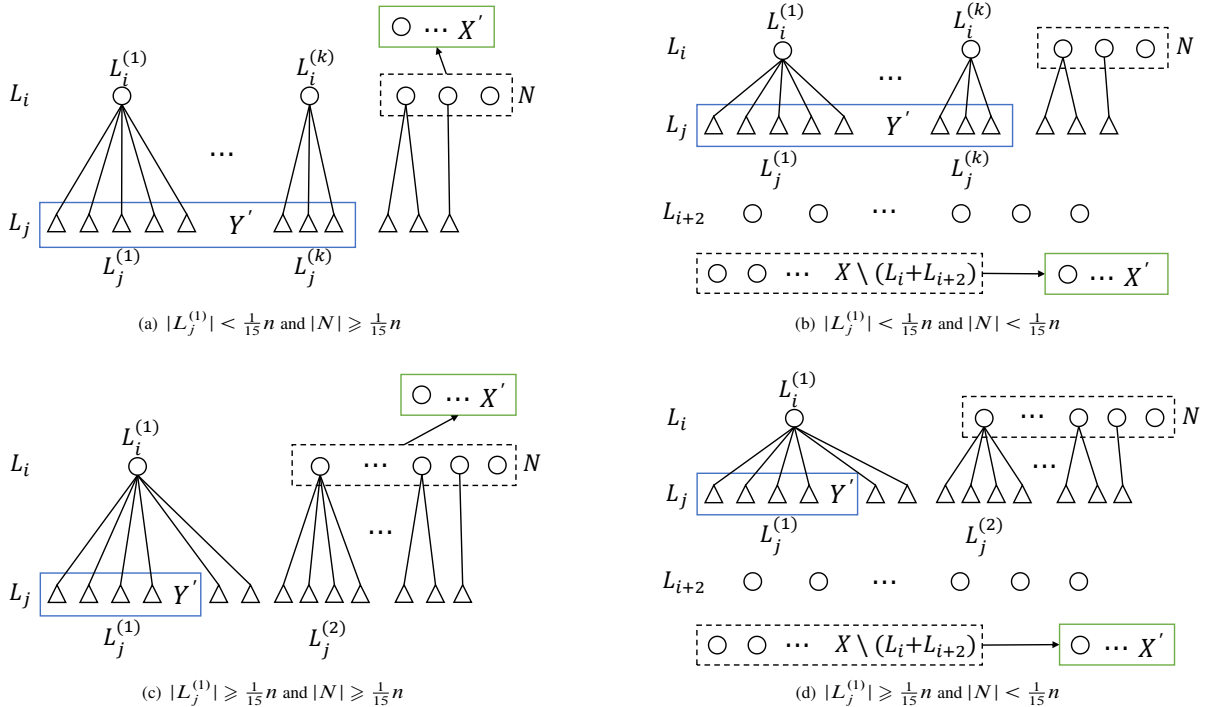 ⋯ X′
L_i^{(1)} L_i^{(k)}
L_i ⋯ N
L_j Y′
L_j^{(1)} L_j^{(k)}
(a) |L_j^{(1)}| < 1/15 n and |N| ⩾ 1/15 n
L_i^{(1)} L_i^{(k)}
L_i ⋯ N
L_j Y′
L_j^{(1)} L_j^{(k)}
L_{i+2} ⋯
⋯ X \ (L_i+L_{i+2}) ⋯ X′
(b) |L_j^{(1)}| < 1/15 n and |N| < 1/15 n
⋯ X′
L_i^{(1)}
L_i ⋯ N
⋯
L_j Y′
L_j^{(1)} L_j^{(2)}
(c) |L_j^{(1)}| ⩾ 1/15 n and |N| ⩾ 1/15 n
L_i^{(1)}
L_i ⋯ N
⋯
L_j Y′
L_j^{(1)} L_j^{(2)}
L_{i+2} ⋯
⋯ X \ (L_i+L_{i+2}) ⋯ X′
(d) |L_j^{(1)}| ⩾ 1/15 n and |N| < 1/15 n